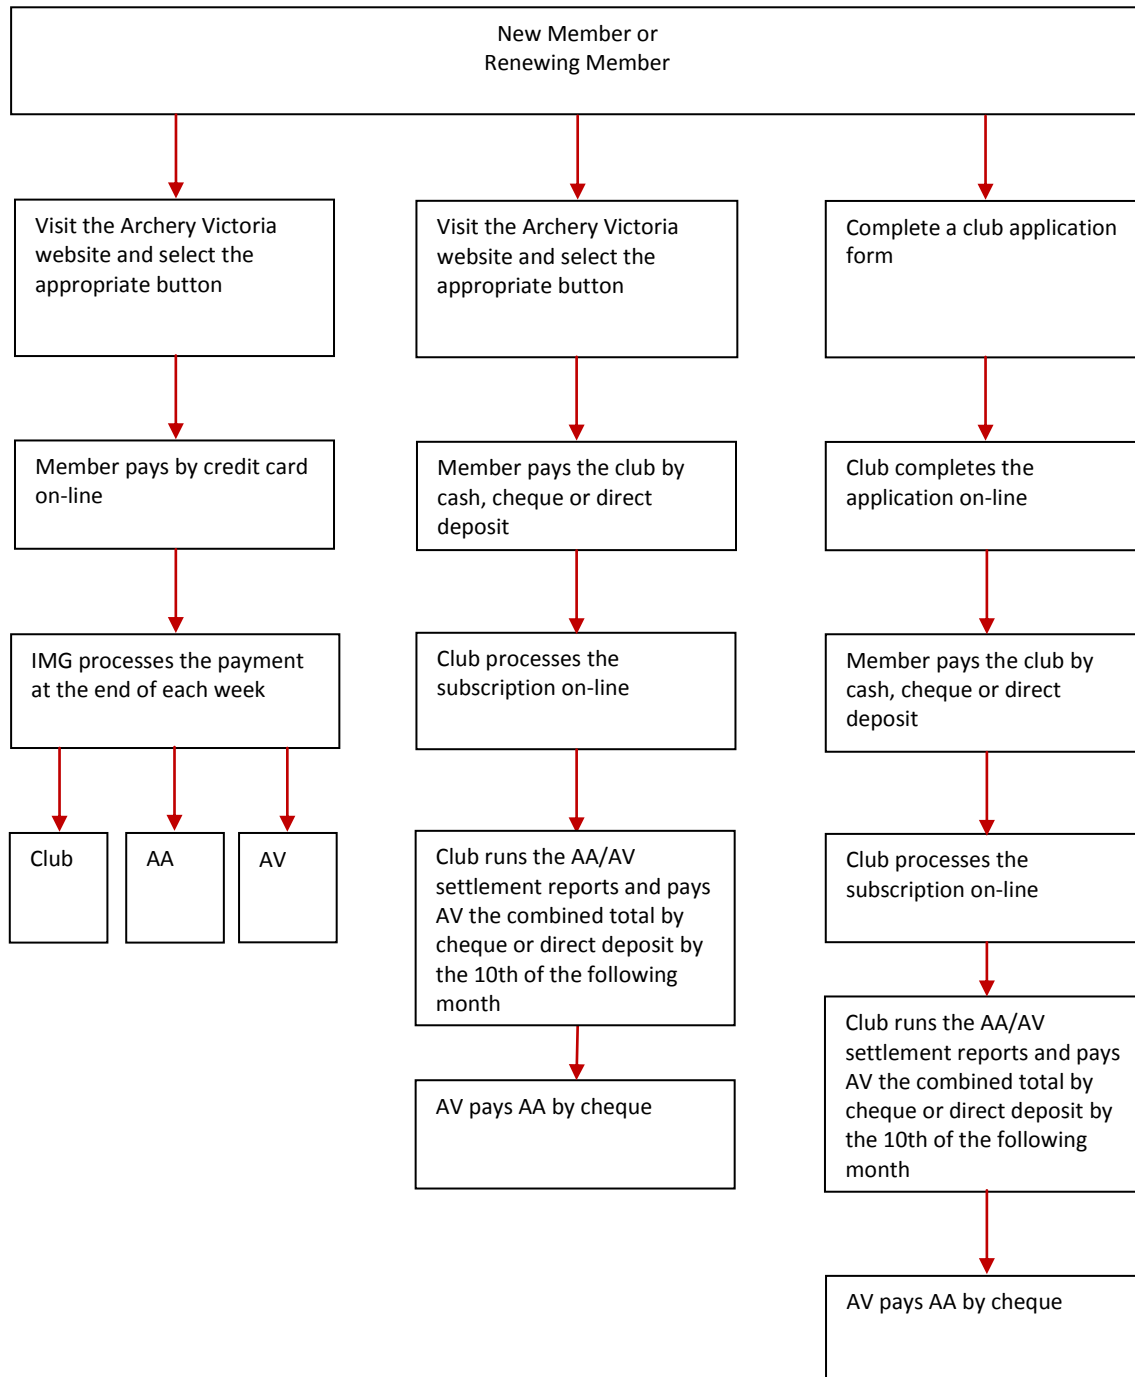 New Member or
Renewing Member
Visit the Archery Victoria
website and select the
appropriate button
Member pays by credit card
on-line
IMG processes the payment
at the end of each week
Club
AA
AV
Visit the Archery Victoria
website and select the
appropriate button
Member pays the club by
cash, cheque or direct
deposit
Club processes the
subscription on-line
Club runs the AA/AV
settlement reports and pays
AV the combined total by
cheque or direct deposit by
the 10th of the following
month
AV pays AA by cheque
Complete a club application
form
Club completes the
application on-line
Member pays the club by
cash, cheque or direct
deposit
Club processes the
subscription on-line
Club runs the AA/AV
settlement reports and pays
AV the combined total by
cheque or direct deposit by
the 10th of the following
month
AV pays AA by cheque